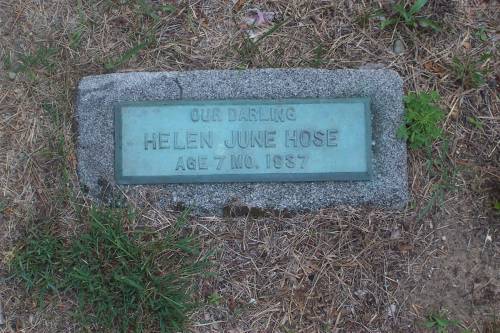 OUR DARLING
HELEN JUNE HOSE
AGE 7 MO. 1937